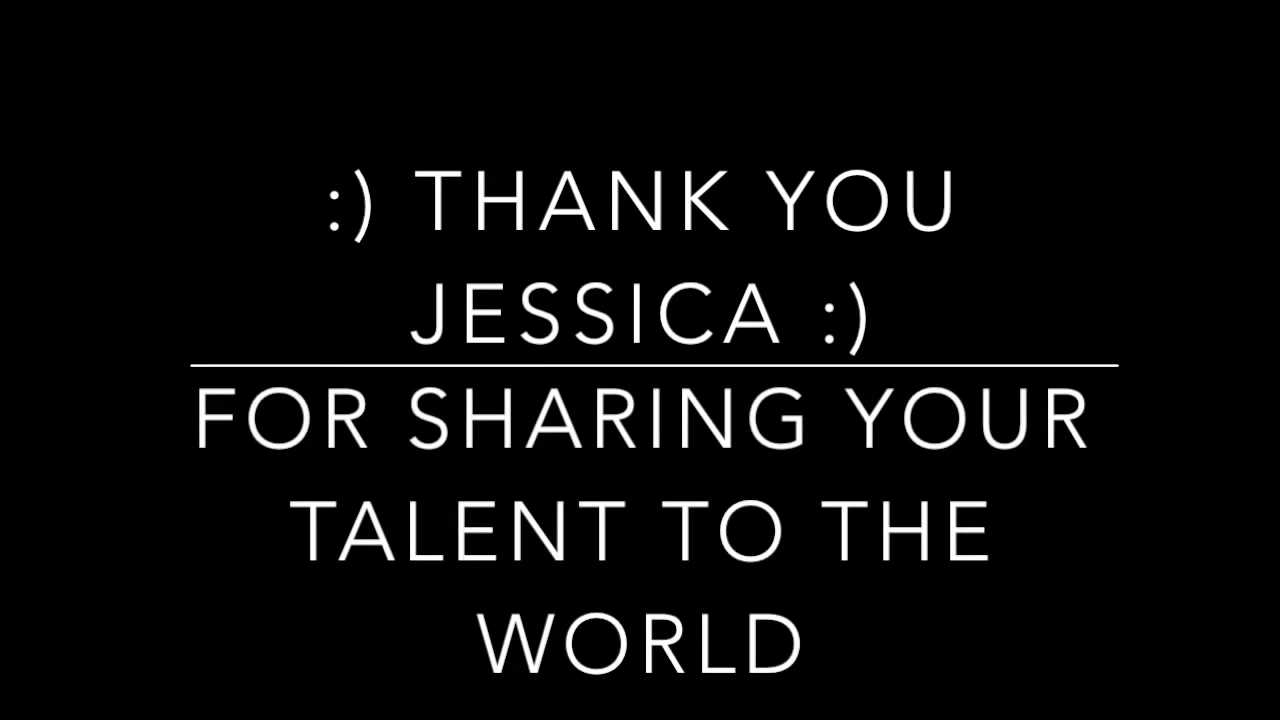 :) THANK YOU
JESSICA :)
FOR SHARING YOUR
TALENT TO THE
WORLD